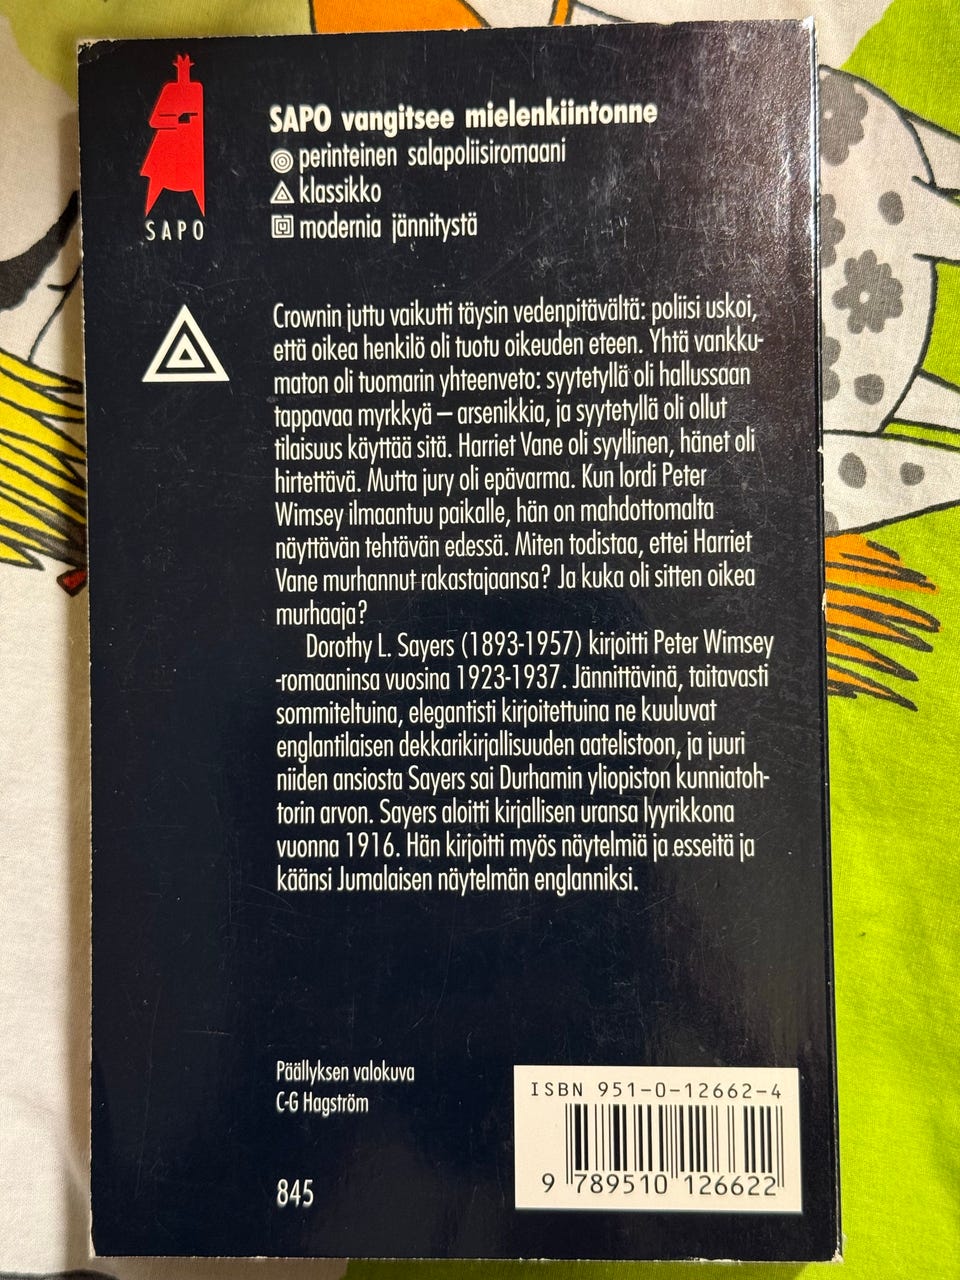 SAPO
SAPO vangitsee mielenkiintonne
perinteinen salapoliisiromaani
klassikko
modernia jännitystä
Crownin juttu vaikutti täysin vedenpitävältä: poliisi uskoi,
että oikea henkilö oli tuotu oikeuden eteen. Yhtä vankku-
maton oli tuomarin yhteenveto: syytetyllä oli hallussaan
tappavaa myrkkyä – arsenikkia, ja syytetyllä oli ollut
tilaisuus käyttää sitä. Harriet Vane oli syyllinen, hänet oli
hirtettävä. Mutta jury oli epävarma. Kun lordi Peter
Wimsey ilmaantuu paikalle, hän on mahdottomalta
näyttävän tehtävän edessä. Miten todistaa, ettei Harriet
Vane murhannut rakastajaansa? Ja kuka oli sitten oikea
murhaaja?
Dorothy L. Sayers (1893-1957) kirjoitti Peter Wimsey
-romaaninsa vuosina 1923-1937. Jännittävinä, taitavasti
sommiteltuina, elegantisti kirjoitettuina ne kuuluvat
englantilaisen dekkarikirjallisuuden aatelistoon, ja juuri
niiden ansiosta Sayers sai Durhamin yliopiston kunniatoh-
torin arvon. Sayers aloitti kirjallisen uransa lyyrikkona
vuonna 1916. Hän kirjoitti myös näytelmiä ja esseitä ja
käänsi Jumalaisen näytelmän englanniksi.
Päällyksen valokuva
C-G Hagström
845
ISBN 951-0-12662-4
9 789510 126622